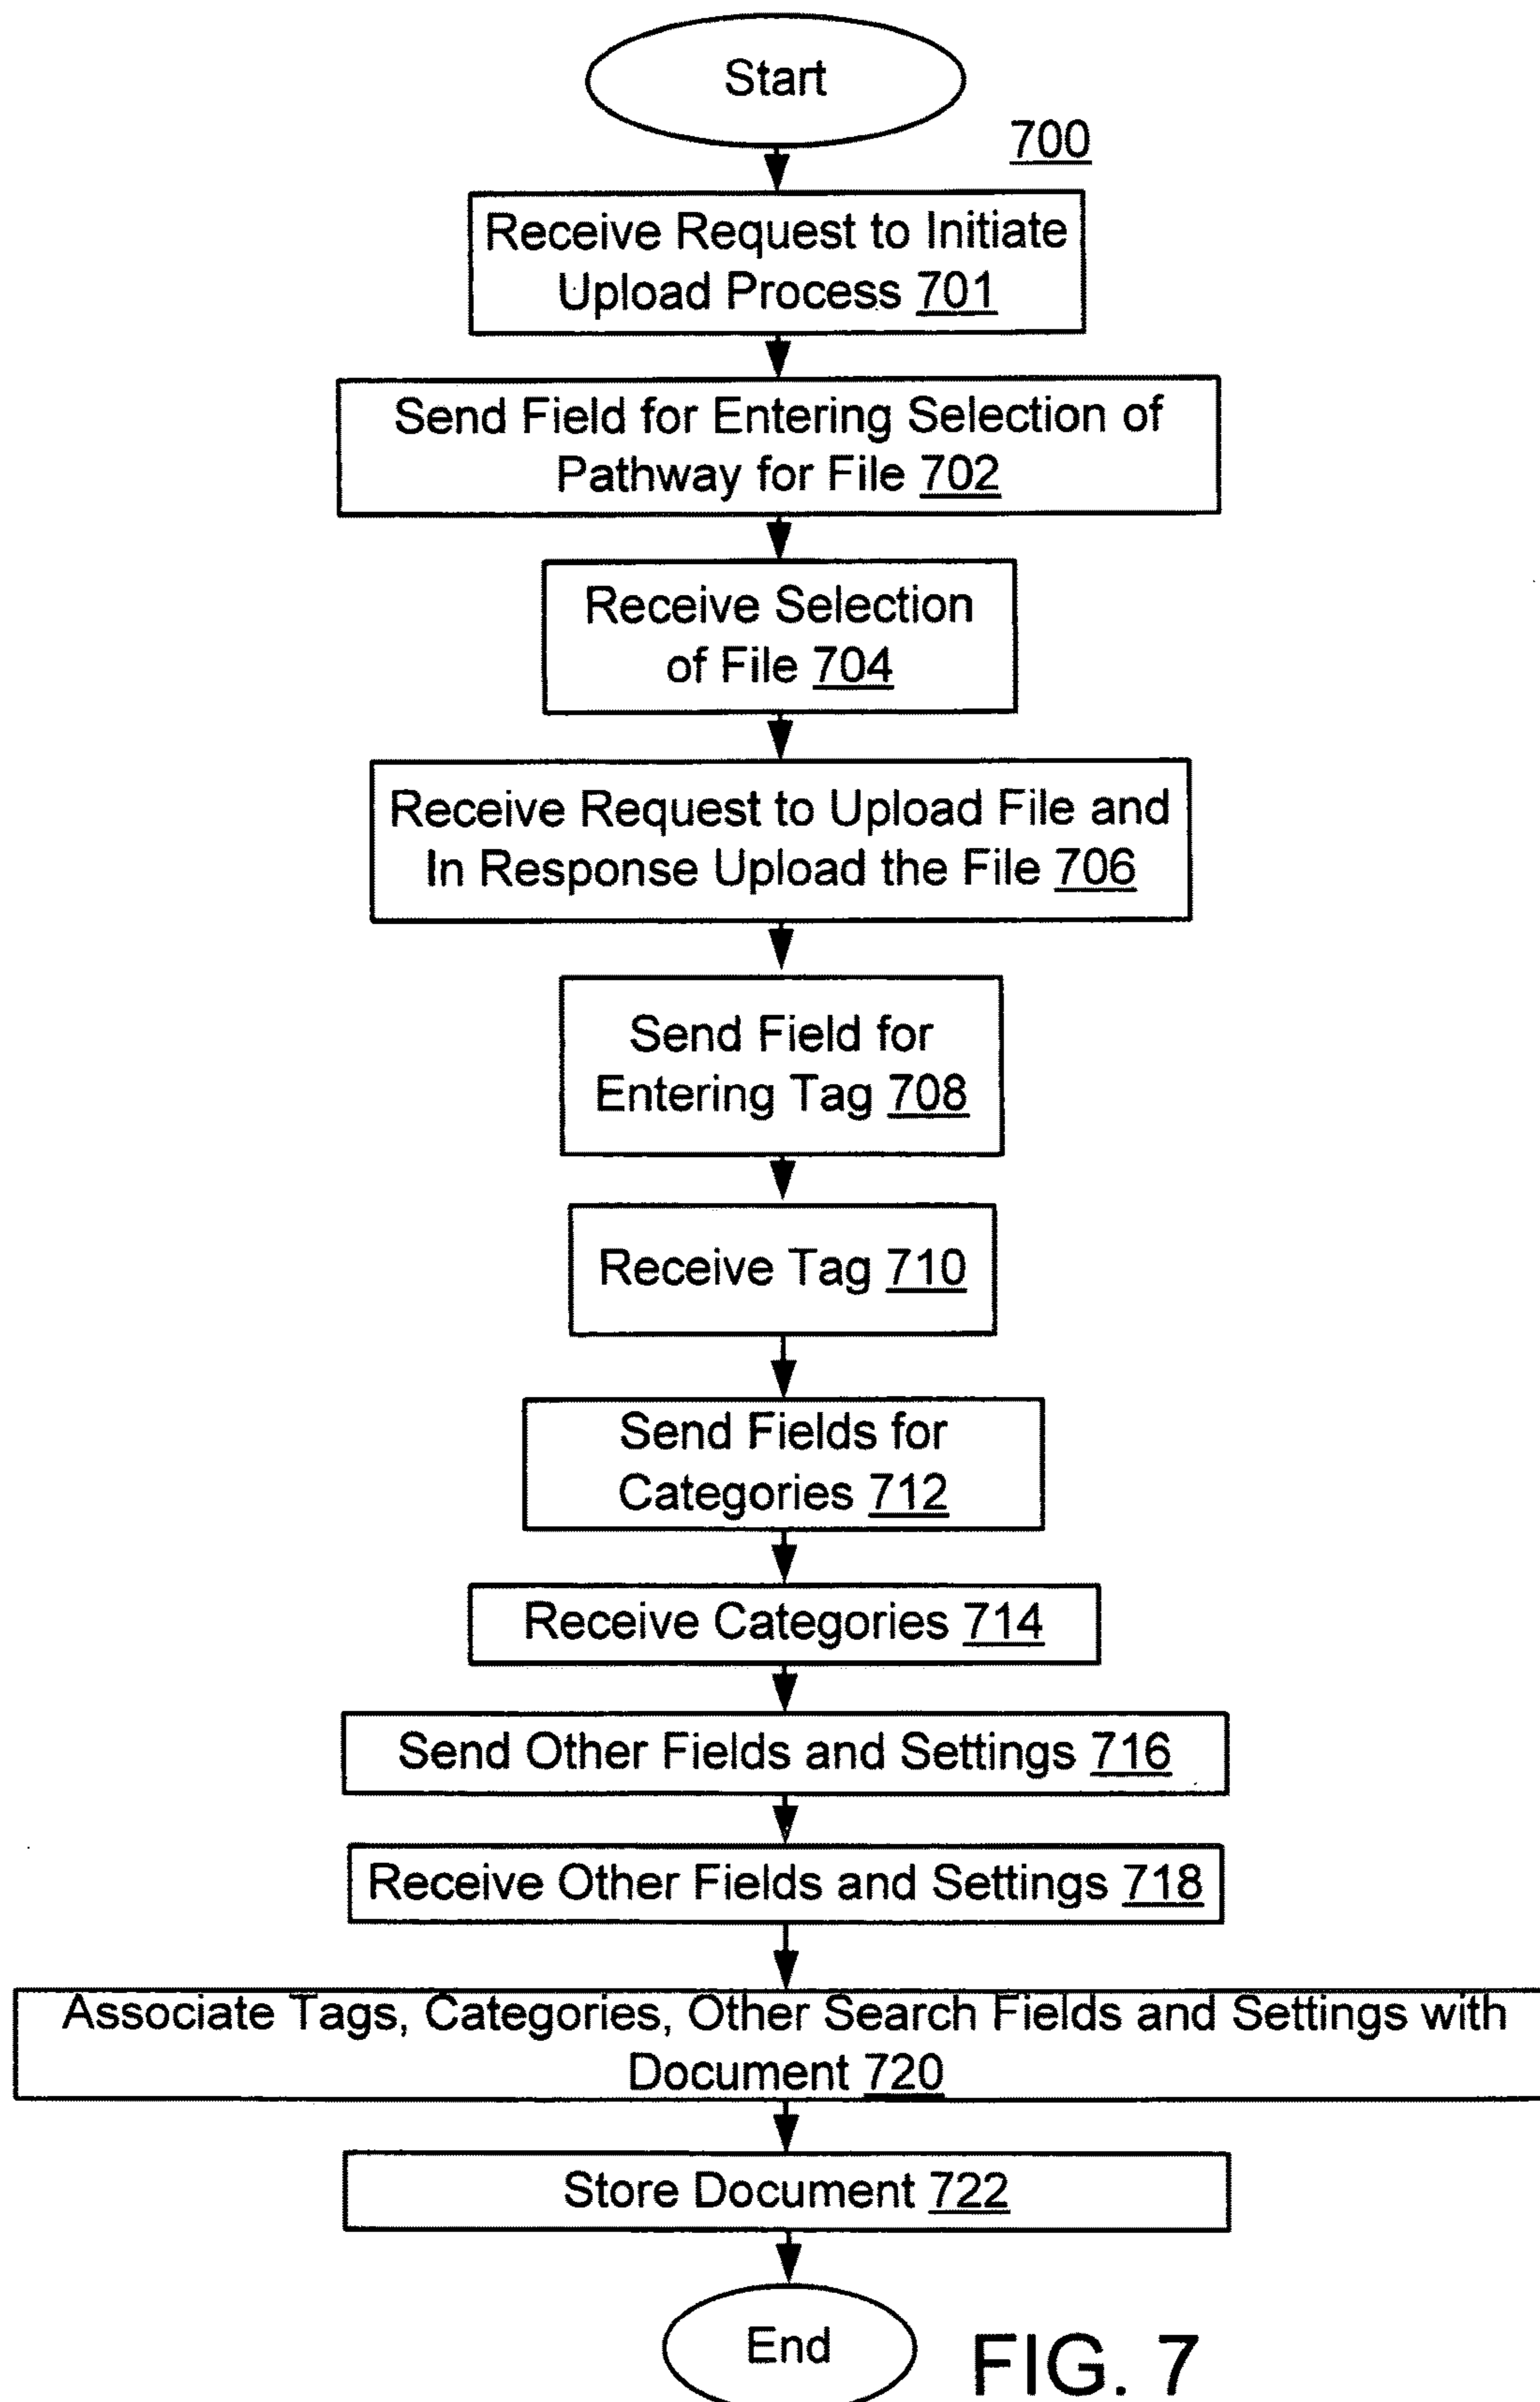 Start
700
Receive Request to Initiate
Upload Process 701
Send Field for Entering Selection of
Pathway for File 702
Receive Selection
of File 704
Receive Request to Upload File and
In Response Upload the File 706
Send Field for
Entering Tag 708
Receive Tag 710
Send Fields for
Categories 712
Receive Categories 714
Send Other Fields and Settings 716
Receive Other Fields and Settings 718
Associate Tags, Categories, Other Search Fields and Settings with
Document 720
Store Document 722
End
FIG. 7